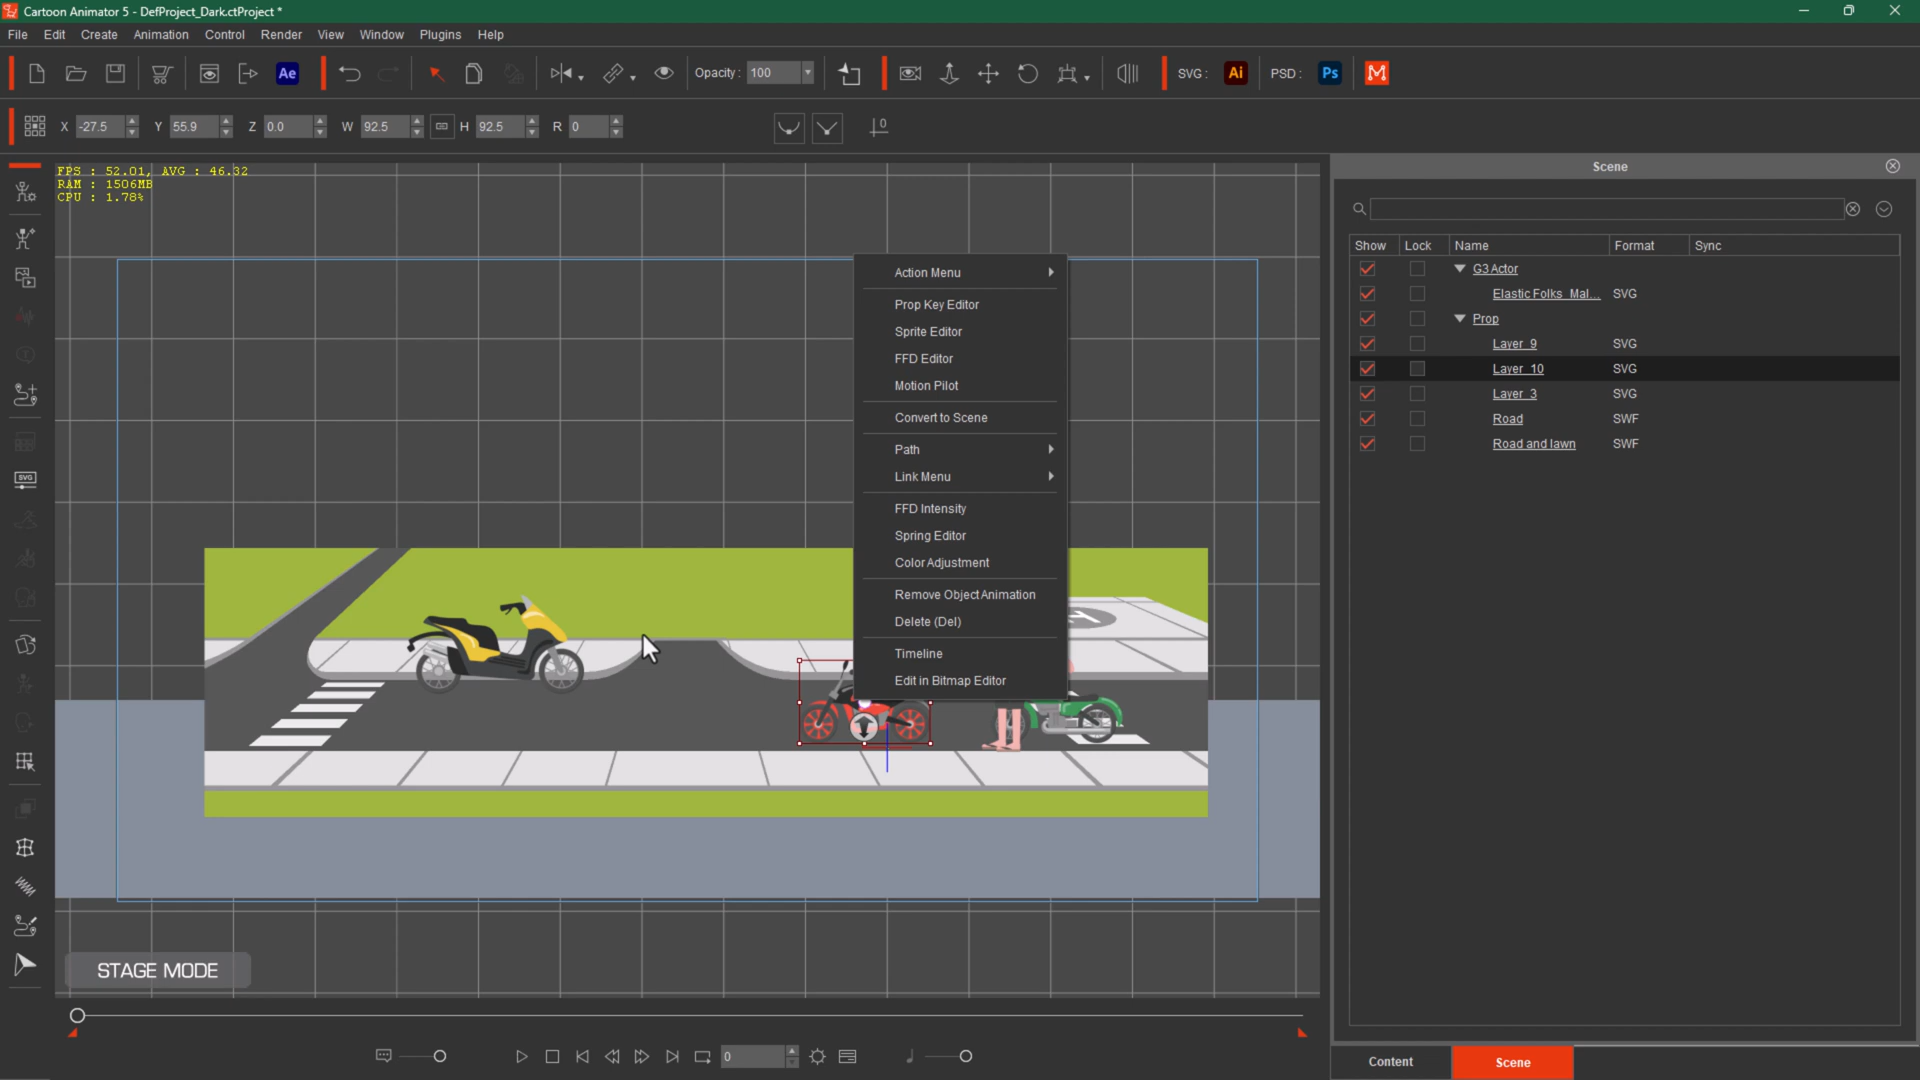 Cartoon Animator 5 - DefProject_Dark.ctProject *
File Edit Create Animation Control Render View Window Plugins Help
Ae Opacity: 100 SVG: Ai PSD: Ps
X -27.5 Y 55.9 Z 0.0 W 92.5 H 92.5 R 0 0
FPS : 52.01, AVG : 46.32
RAM : 1506MB
CPU : 1.78%
SVG
STAGE MODE
Action Menu
Prop Key Editor
Sprite Editor
FFD Editor
Motion Pilot
Convert to Scene
Path
Link Menu
FFD Intensity
Spring Editor
Color Adjustment
Remove Object Animation
Delete (Del)
Timeline
Edit in Bitmap Editor
H
0
Scene
Show Lock Name Format Sync
G3 Actor
Elastic Folks_Mal... SVG
Prop
Layer_9 SVG
Layer_10 SVG
Layer_3 SVG
Road SWF
Road and lawn SWF
Content Scene